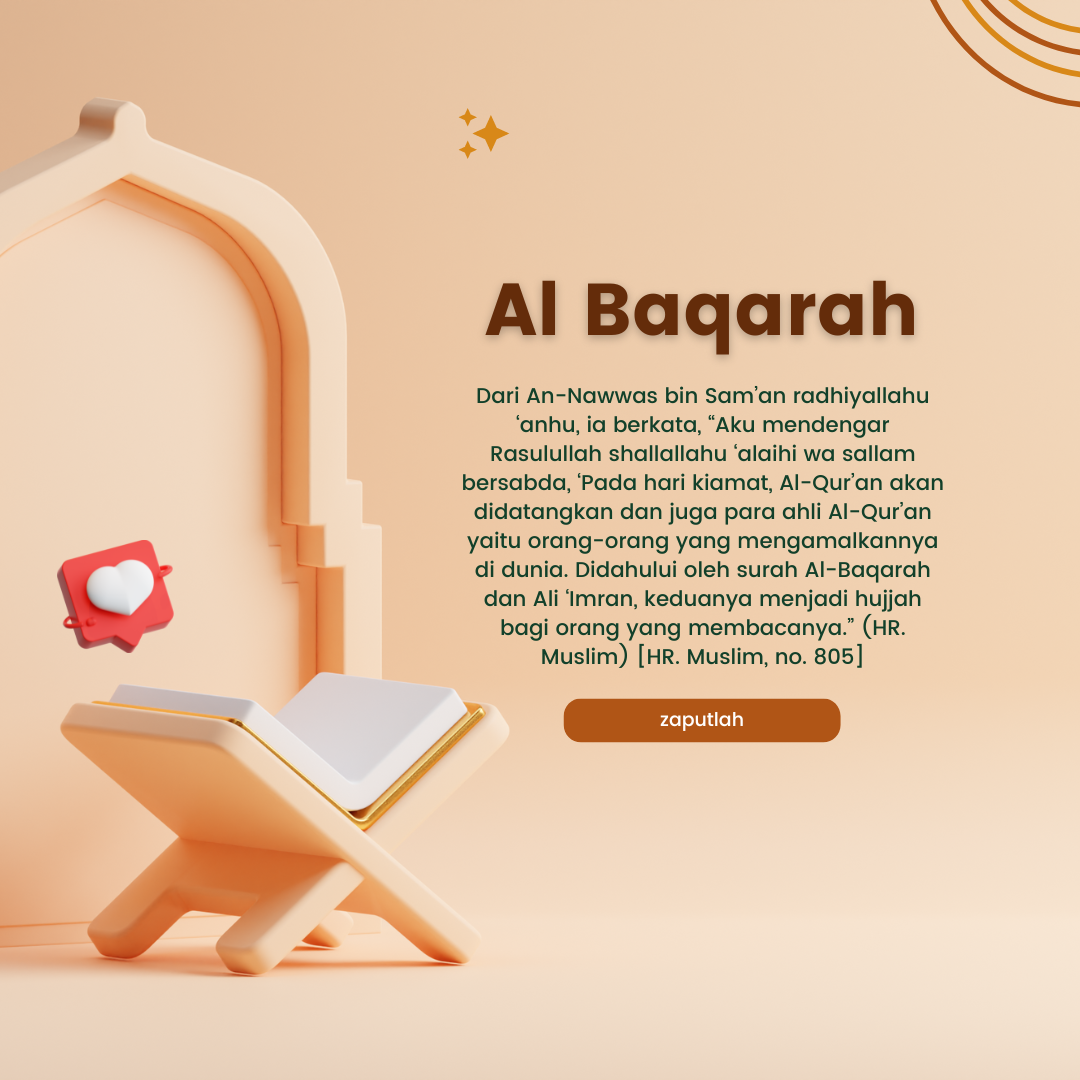 Al Baqarah
Dari An-Nawwas bin Sam’an radhiyallahu
‘anhu, ia berkata, “Aku mendengar
Rasulullah shallallahu ‘alaihi wa sallam
bersabda, ‘Pada hari kiamat, Al-Qur’an akan
didatangkan dan juga para ahli Al-Qur’an
yaitu orang-orang yang mengamalkannya
di dunia. Didahului oleh surah Al-Baqarah
dan Ali ‘Imran, keduanya menjadi hujjah
bagi orang yang membacanya.” (HR.
Muslim) [HR. Muslim, no. 805]
zaputlah